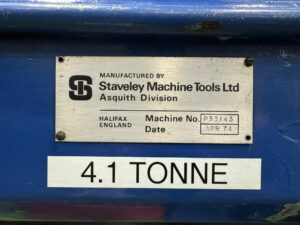 MANUFACTURED BY
Staveley Machine Tools Ltd
Asquith Division
HALIFAX Machine No. P33143
ENGLAND Date APR 74
4.1 TONNE